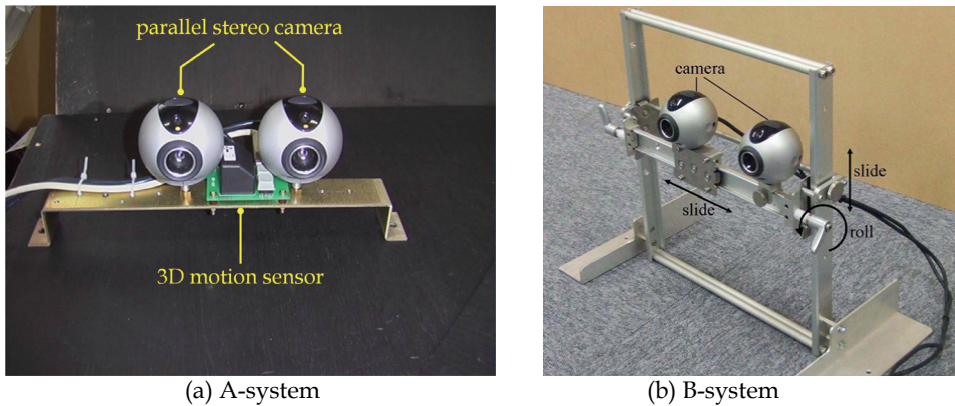 parallel stereo camera
3D motion sensor
(a) A-system
camera
slide
slide
roll
(b) B-system